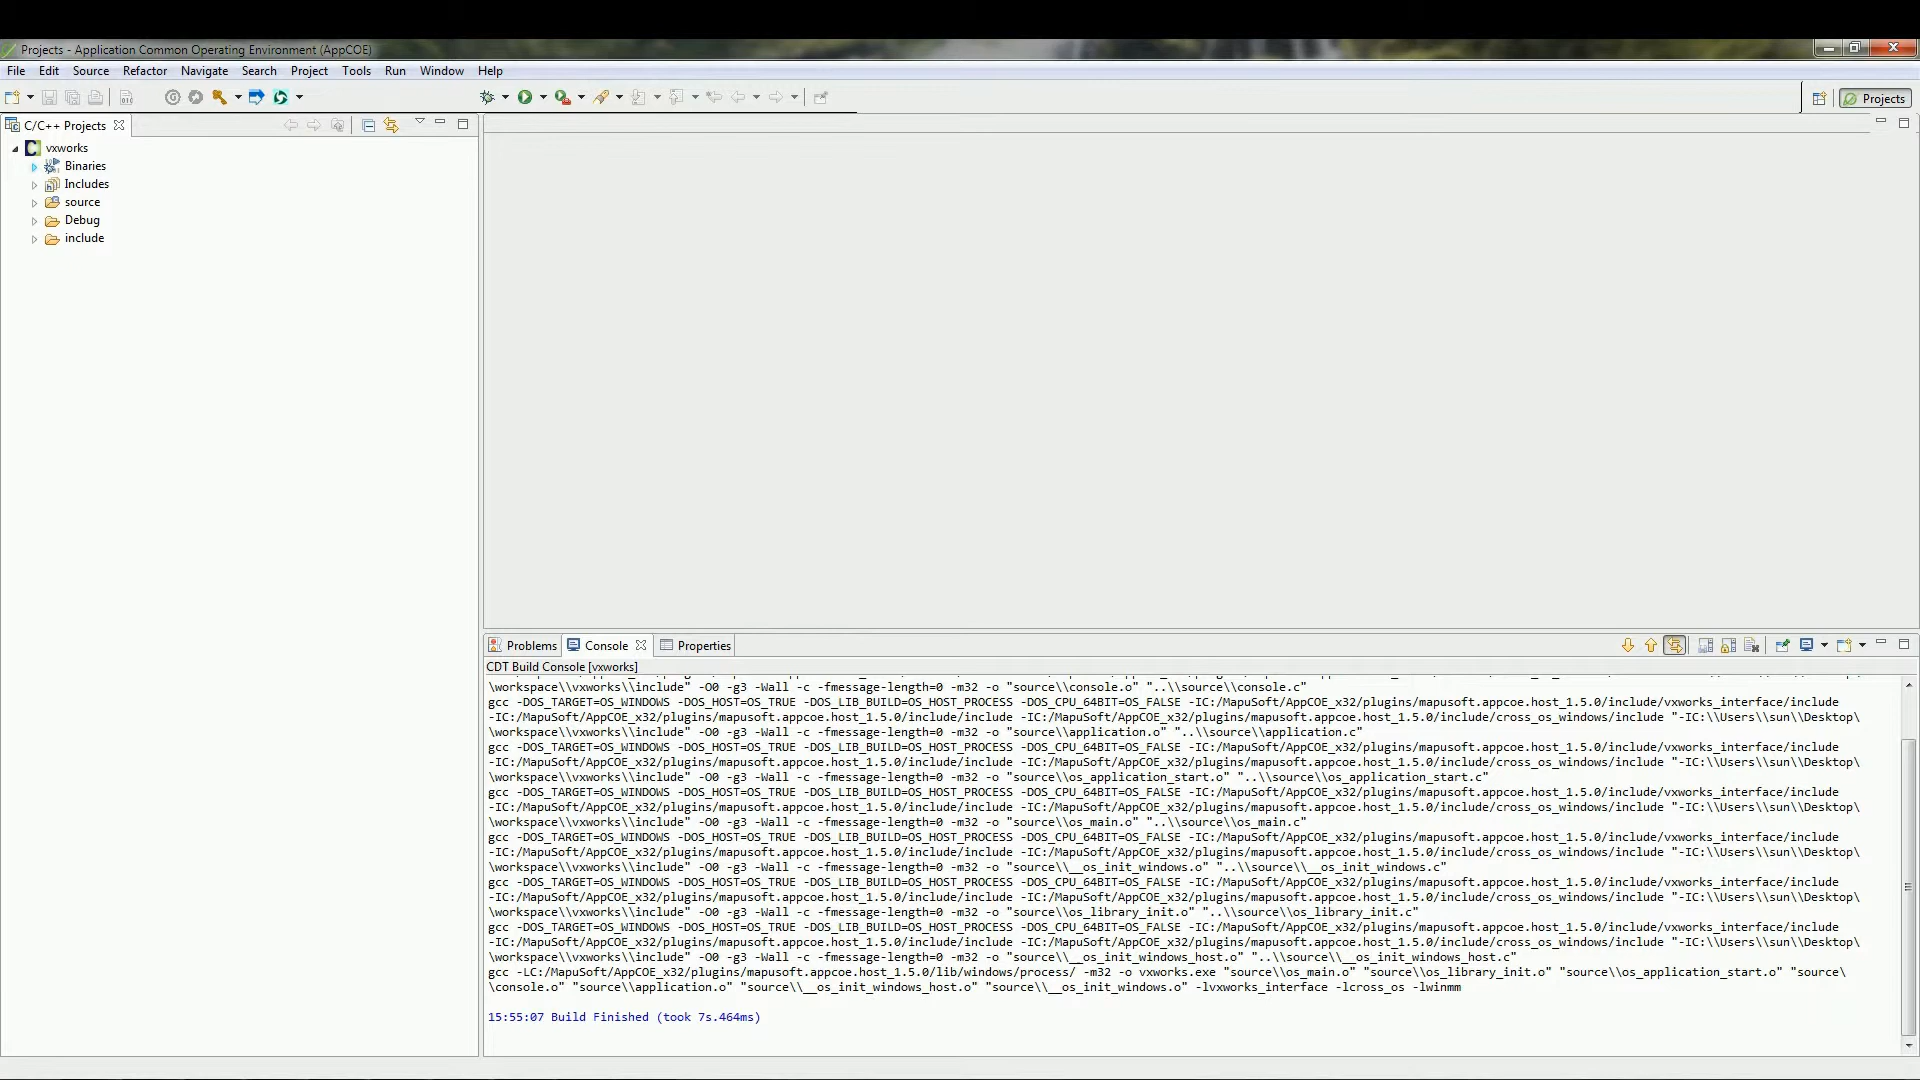 Projects - Application Common Operating Environment (AppCOE)
File Edit Source Refactor Navigate Search Project Tools Run Window Help
Projects
C/C++ Projects
vxworks
Binaries
Includes
source
Debug
include
Problems Console Properties
CDT Build Console [vxworks]
\workspace\\vxworks\\include" -O0 -g3 -Wall -c -fmessage-length=0 -m32 -o "source\\console.o" "..\\source\\console.c"
gcc -DOS_TARGET=OS_WINDOWS -DOS_HOST=OS_TRUE -DOS_LIB_BUILD=OS_HOST_PROCESS -DOS_CPU_64BIT=OS_FALSE -IC:/MapuSoft/AppCOE_x32/plugins/mapusoft.appcoe.host_1.5.0/include/vxworks_interface/include
-IC:/MapuSoft/AppCOE_x32/plugins/mapusoft.appcoe.host_1.5.0/include/include -IC:/MapuSoft/AppCOE_x32/plugins/mapusoft.appcoe.host_1.5.0/include/cross_os_windows/include "-IC:\\Users\\sun\\Desktop\
\workspace\\vxworks\\include" -O0 -g3 -Wall -c -fmessage-length=0 -m32 -o "source\\application.o" "..\\source\\application.c"
gcc -DOS_TARGET=OS_WINDOWS -DOS_HOST=OS_TRUE -DOS_LIB_BUILD=OS_HOST_PROCESS -DOS_CPU_64BIT=OS_FALSE -IC:/MapuSoft/AppCOE_x32/plugins/mapusoft.appcoe.host_1.5.0/include/vxworks_interface/include
-IC:/MapuSoft/AppCOE_x32/plugins/mapusoft.appcoe.host_1.5.0/include/include -IC:/MapuSoft/AppCOE_x32/plugins/mapusoft.appcoe.host_1.5.0/include/cross_os_windows/include "-IC:\\Users\\sun\\Desktop\
\workspace\\vxworks\\include" -O0 -g3 -Wall -c -fmessage-length=0 -m32 -o "source\\os_application_start.o" "..\\source\\os_application_start.c"
gcc -DOS_TARGET=OS_WINDOWS -DOS_HOST=OS_TRUE -DOS_LIB_BUILD=OS_HOST_PROCESS -DOS_CPU_64BIT=OS_FALSE -IC:/MapuSoft/AppCOE_x32/plugins/mapusoft.appcoe.host_1.5.0/include/vxworks_interface/include
-IC:/MapuSoft/AppCOE_x32/plugins/mapusoft.appcoe.host_1.5.0/include/include -IC:/MapuSoft/AppCOE_x32/plugins/mapusoft.appcoe.host_1.5.0/include/cross_os_windows/include "-IC:\\Users\\sun\\Desktop\
\workspace\\vxworks\\include" -O0 -g3 -Wall -c -fmessage-length=0 -m32 -o "source\\os_main.o" "..\\source\\os_main.c"
gcc -DOS_TARGET=OS_WINDOWS -DOS_HOST=OS_TRUE -DOS_LIB_BUILD=OS_HOST_PROCESS -DOS_CPU_64BIT=OS_FALSE -IC:/MapuSoft/AppCOE_x32/plugins/mapusoft.appcoe.host_1.5.0/include/vxworks_interface/include
-IC:/MapuSoft/AppCOE_x32/plugins/mapusoft.appcoe.host_1.5.0/include/include -IC:/MapuSoft/AppCOE_x32/plugins/mapusoft.appcoe.host_1.5.0/include/cross_os_windows/include "-IC:\\Users\\sun\\Desktop\
\workspace\\vxworks\\include" -O0 -g3 -Wall -c -fmessage-length=0 -m32 -o "source\\__os_init_windows.o" "..\\source\\__os_init_windows.c"
gcc -DOS_TARGET=OS_WINDOWS -DOS_HOST=OS_TRUE -DOS_LIB_BUILD=OS_HOST_PROCESS -DOS_CPU_64BIT=OS_FALSE -IC:/MapuSoft/AppCOE_x32/plugins/mapusoft.appcoe.host_1.5.0/include/vxworks_interface/include
-IC:/MapuSoft/AppCOE_x32/plugins/mapusoft.appcoe.host_1.5.0/include/include -IC:/MapuSoft/AppCOE_x32/plugins/mapusoft.appcoe.host_1.5.0/include/cross_os_windows/include "-IC:\\Users\\sun\\Desktop\
\workspace\\vxworks\\include" -O0 -g3 -Wall -c -fmessage-length=0 -m32 -o "source\\os_library_init.o" "..\\source\\os_library_init.c"
gcc -DOS_TARGET=OS_WINDOWS -DOS_HOST=OS_TRUE -DOS_LIB_BUILD=OS_HOST_PROCESS -DOS_CPU_64BIT=OS_FALSE -IC:/MapuSoft/AppCOE_x32/plugins/mapusoft.appcoe.host_1.5.0/include/vxworks_interface/include
-IC:/MapuSoft/AppCOE_x32/plugins/mapusoft.appcoe.host_1.5.0/include/include -IC:/MapuSoft/AppCOE_x32/plugins/mapusoft.appcoe.host_1.5.0/include/cross_os_windows/include "-IC:\\Users\\sun\\Desktop\
\workspace\\vxworks\\include" -O0 -g3 -Wall -c -fmessage-length=0 -m32 -o "source\\__os_init_windows_host.o" "..\\source\\__os_init_windows_host.c"
gcc -LC:/MapuSoft/AppCOE_x32/plugins/mapusoft.appcoe.host_1.5.0/lib/windows/process/ -m32 -o vxworks.exe "source\\os_main.o" "source\\os_library_init.o" "source\\os_application_start.o" "source\
\console.o" "source\\application.o" "source\\__os_init_windows_host.o" "source\\__os_init_windows.o" -lvxworks_interface -lcross_os -lwinmm
15:55:07 Build Finished (took 7s.464ms)